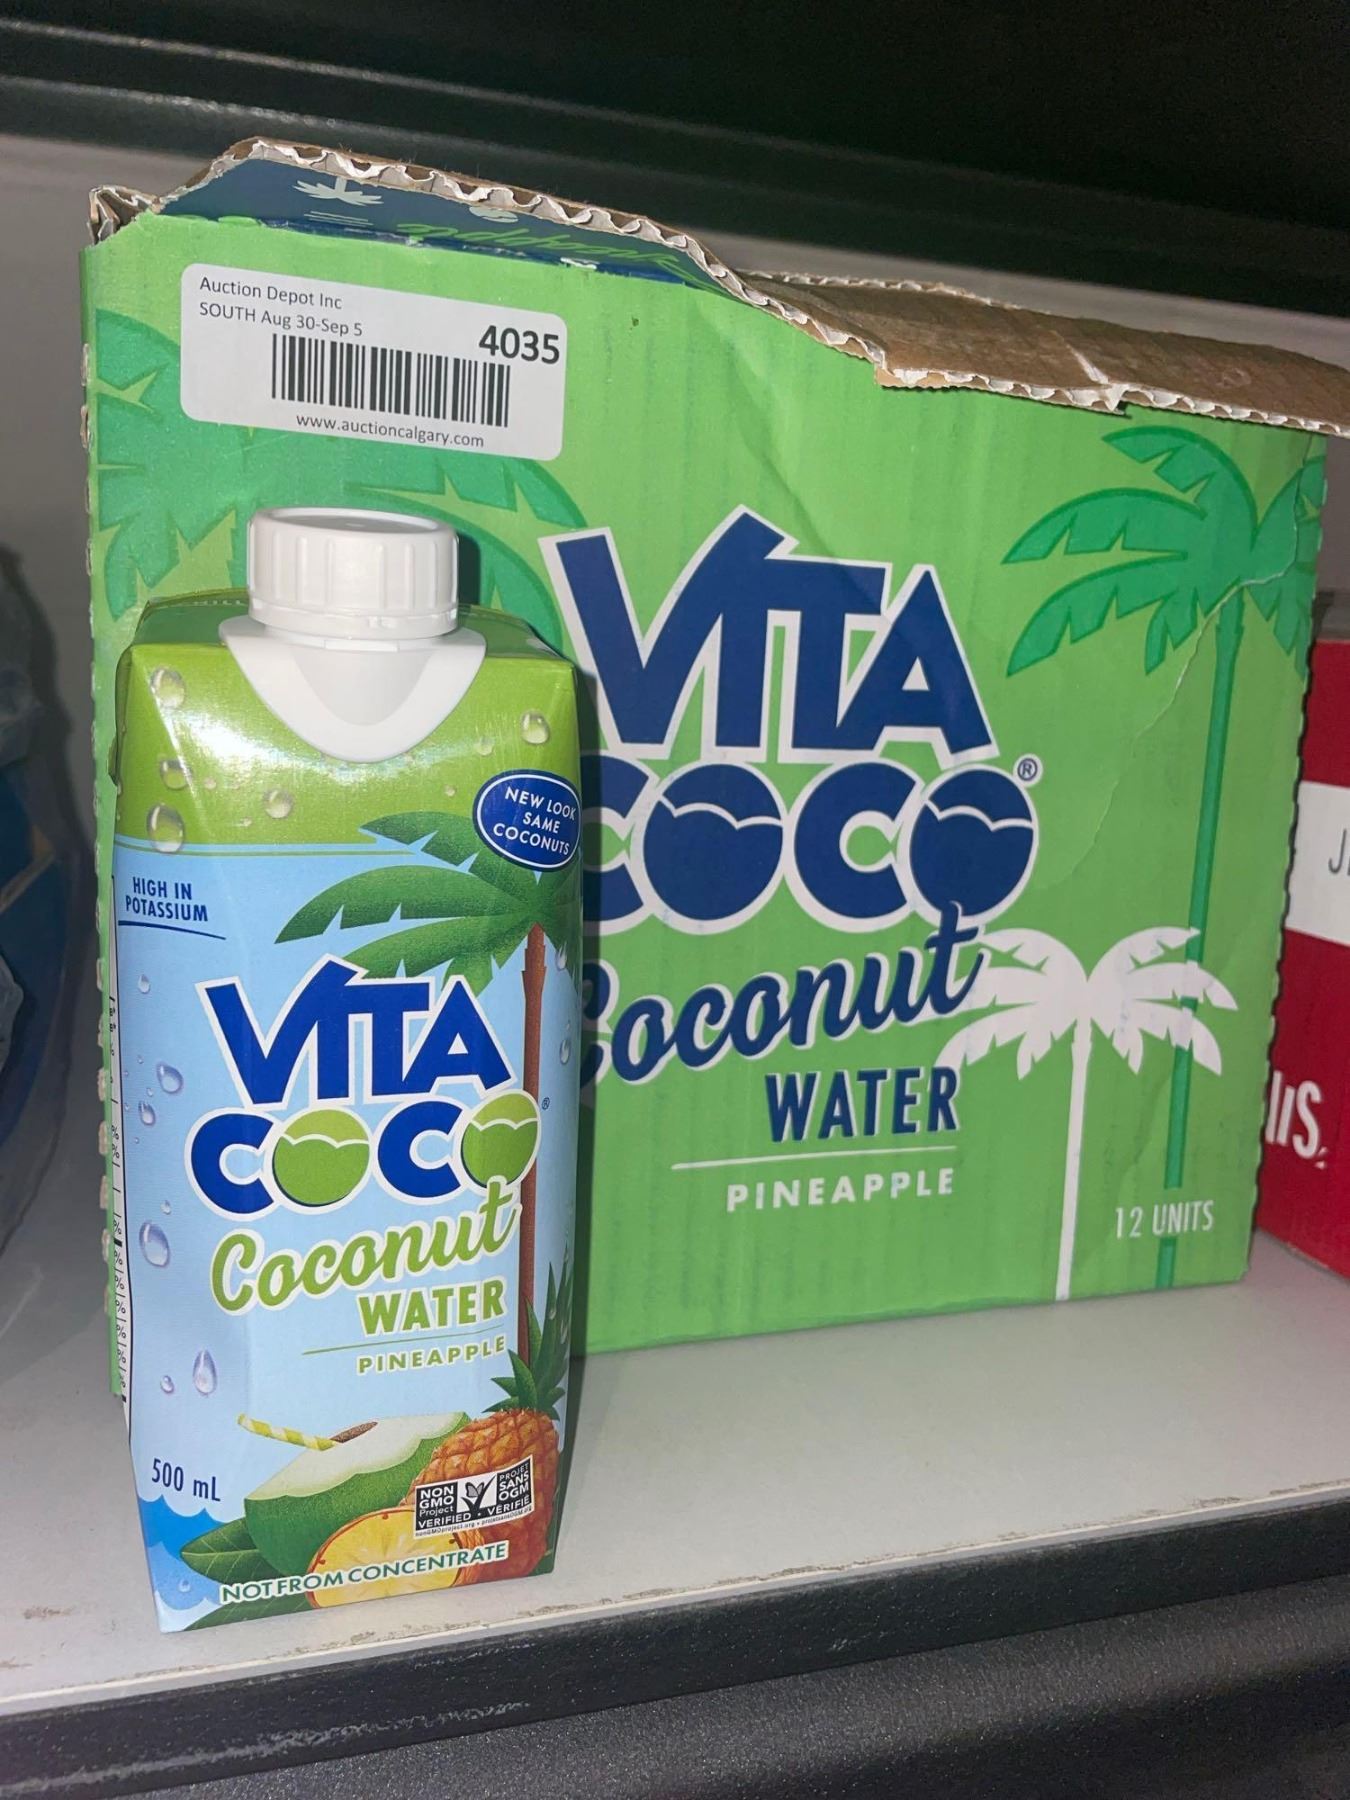 Auction Depot Inc
SOUTH Aug 30-Sep 5
4035
www.auctioncalgary.com
VITA
COCO®
Coconut
WATER
PINEAPPLE
12 UNITS
NEW LOOK
SAME
COCONUTS
HIGH IN
POTASSIUM
VITA
COCO®
Coconut
WATER
PINEAPPLE
500 mL
NON
GMO
Project
VERIFIED
PROJET
SANS
OGM
VÉRIFIÉ
NOT FROM CONCENTRATE